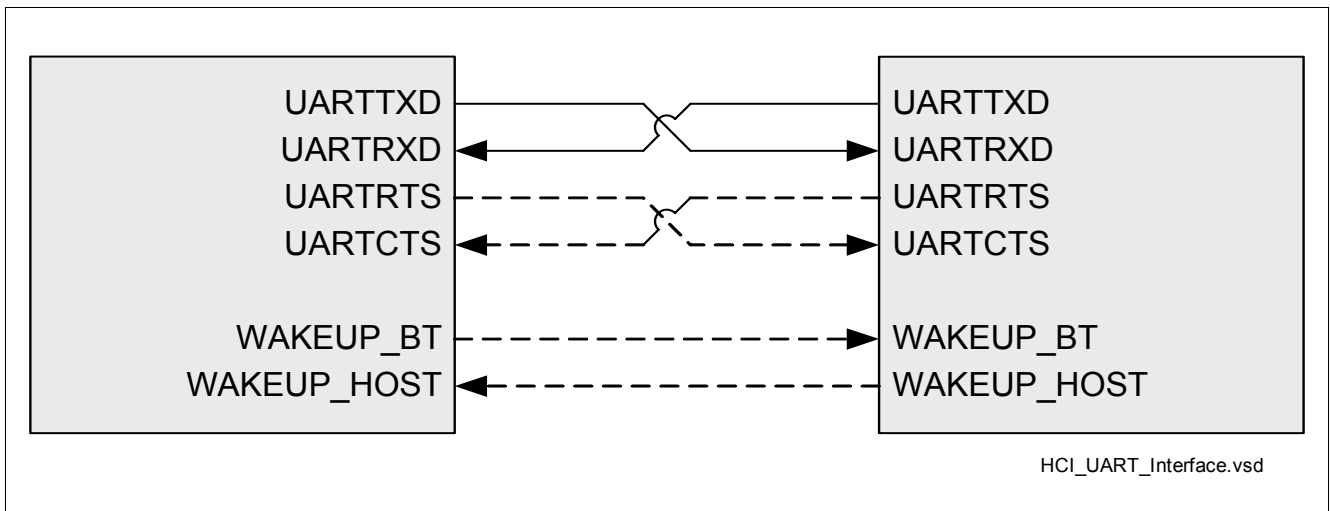 UARTTXD UARTTXD
UARTRXD UARTRXD
UARTRTS UARTRTS
UARTCTS UARTCTS
WAKEUP_BT WAKEUP_BT
WAKEUP_HOST WAKEUP_HOST
HCI_UART_Interface.vsd